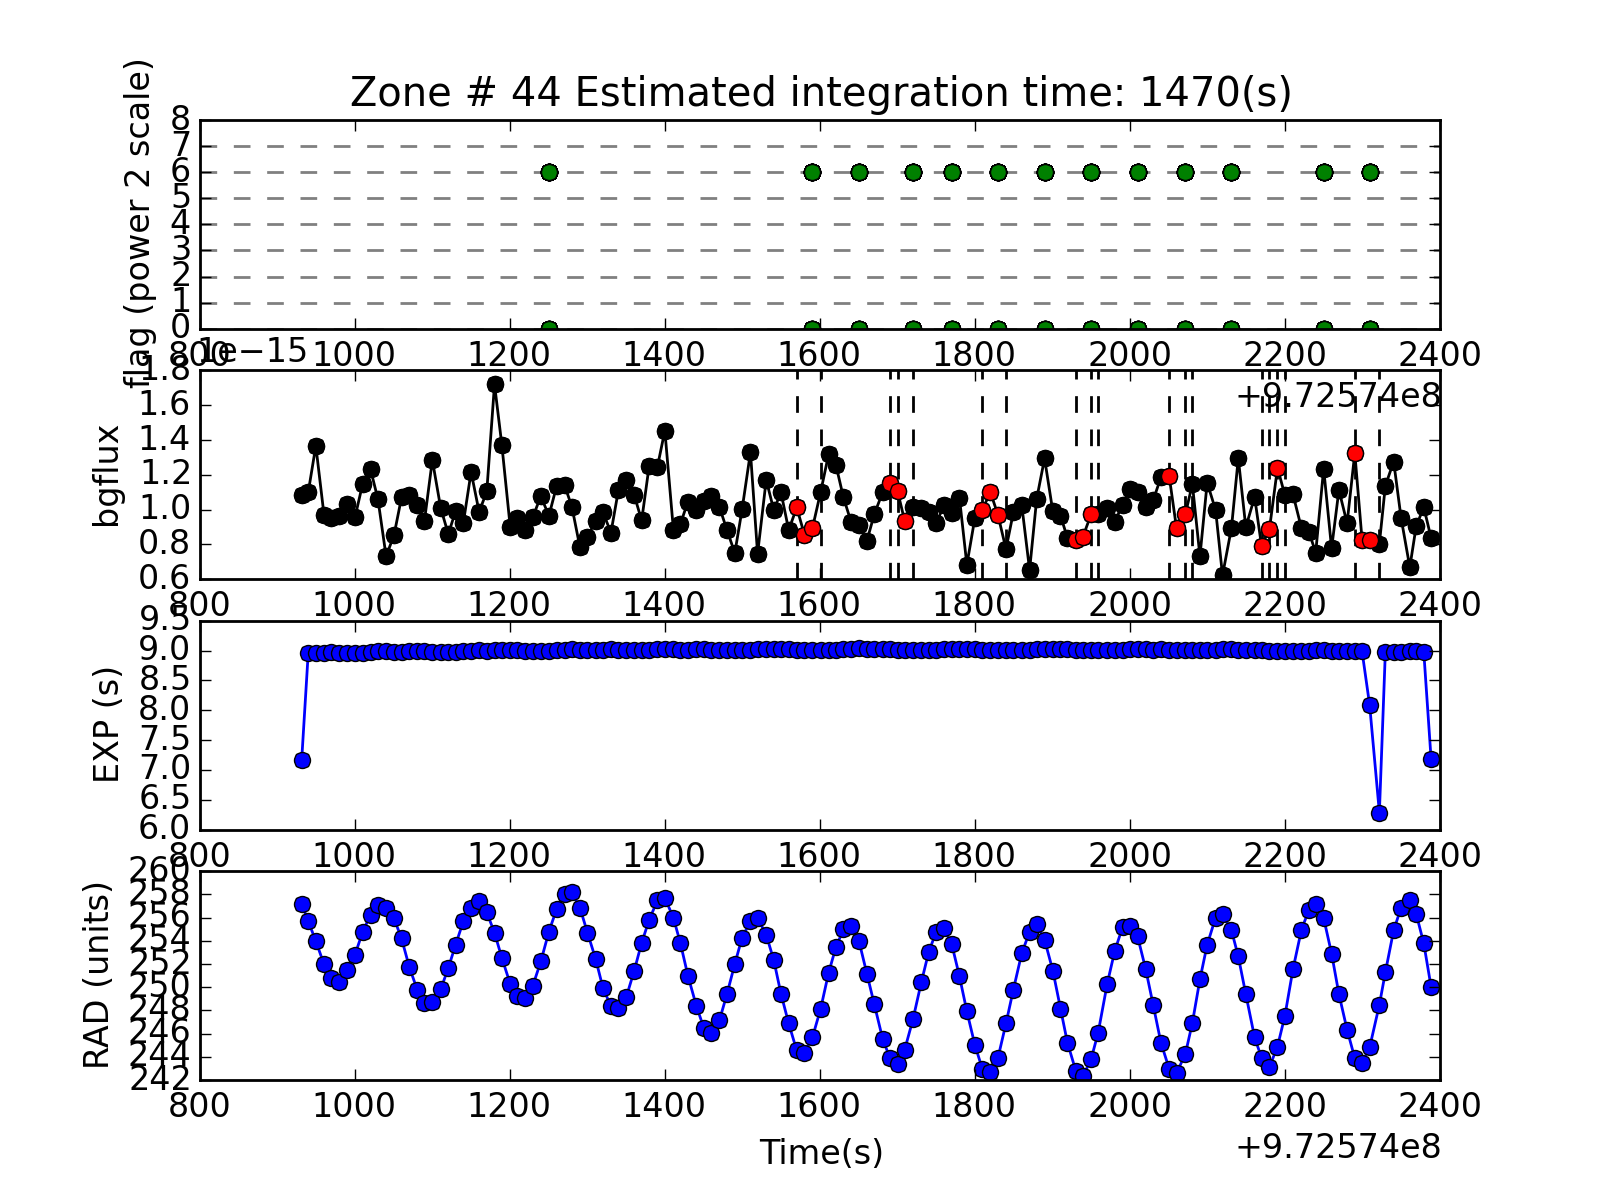 Zone # 44 Estimated integration time: 1470(s)
flag (power 2 scale)
8
7
6
5
4
3
2
1
0
800 1000 1200 1400 1600 1800 2000 2200 2400
1e−15
+9.72574e8
bgflux
1.8
1.6
1.4
1.2
1.0
0.8
0.6
800 1000 1200 1400 1600 1800 2000 2200 2400
EXP (s)
9.5
9.0
8.5
8.0
7.5
7.0
6.5
6.0
800 1000 1200 1400 1600 1800 2000 2200 2400
RAD (units)
260
258
256
254
252
250
248
246
244
242
800 1000 1200 1400 1600 1800 2000 2200 2400
Time(s)
+9.72574e8